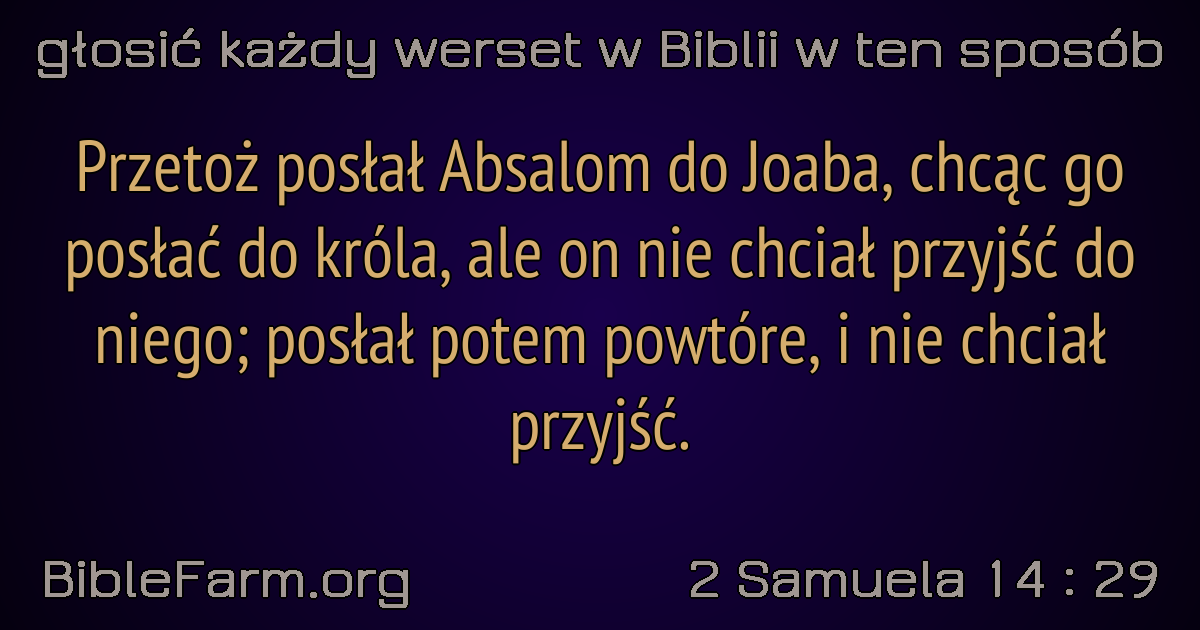 głosić każdy werset w Biblii w ten sposób
Przetoż posłał Absalom do Joaba, chcąc go
posłać do króla, ale on nie chciał przyjść do
niego; posłał potem powtóre, i nie chciał
przyjść.
BibleFarm.org
2 Samuela 14 : 29